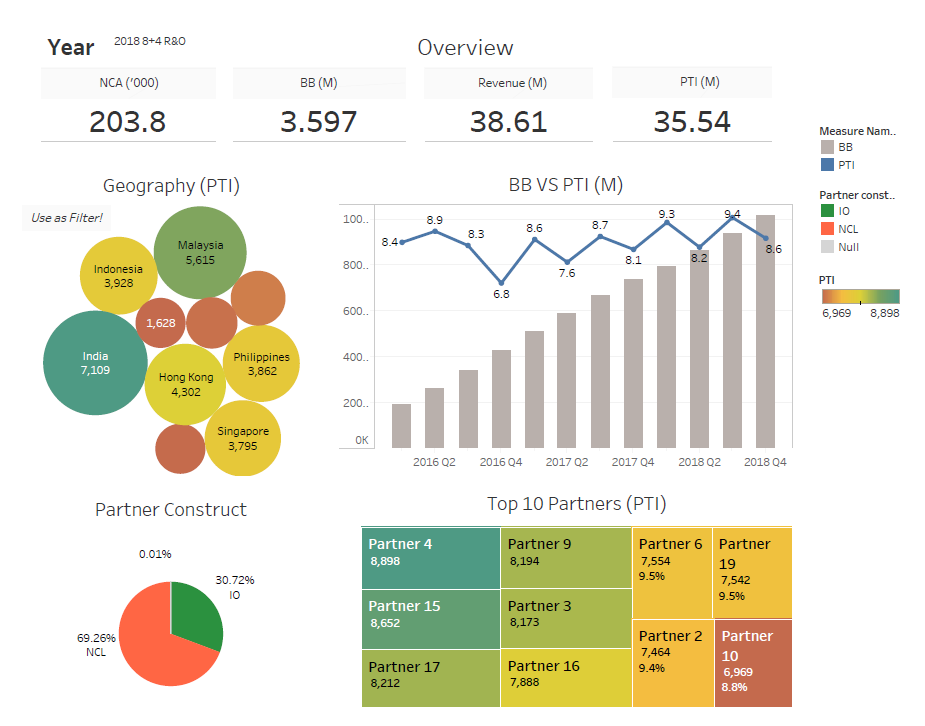 Year 2018 8+4 R&O
Overview
NCA ('000)
BB (M)
Revenue (M)
PTI (M)
203.8
3.597
38.61
35.54
Measure Nam..
BB
PTI
Partner const..
IO
NCL
Null
PTI
6,969 8,898
Geography (PTI)
Use as Filter!
Malaysia
5,615
Indonesia
3,928
1,628
India
7,109
Philippines
3,862
Hong Kong
4,302
Singapore
3,795
BB VS PTI (M)
100..
800..
600..
400..
200..
0K
8.4
8.9
8.3
6.8
8.6
7.6
8.7
8.1
9.3
8.2
9.4
8.6
2016 Q2
2016 Q4
2017 Q2
2017 Q4
2018 Q2
2018 Q4
Partner Construct
0.01%
30.72%
IO
69.26%
NCL
Top 10 Partners (PTI)
Partner 4
8,898
Partner 15
8,652
Partner 17
8,212
Partner 9
8,194
Partner 3
8,173
Partner 16
7,888
Partner 6
7,554
9.5%
Partner
19
7,542
9.5%
Partner 2
7,464
9.4%
Partner
10
6,969
8.8%